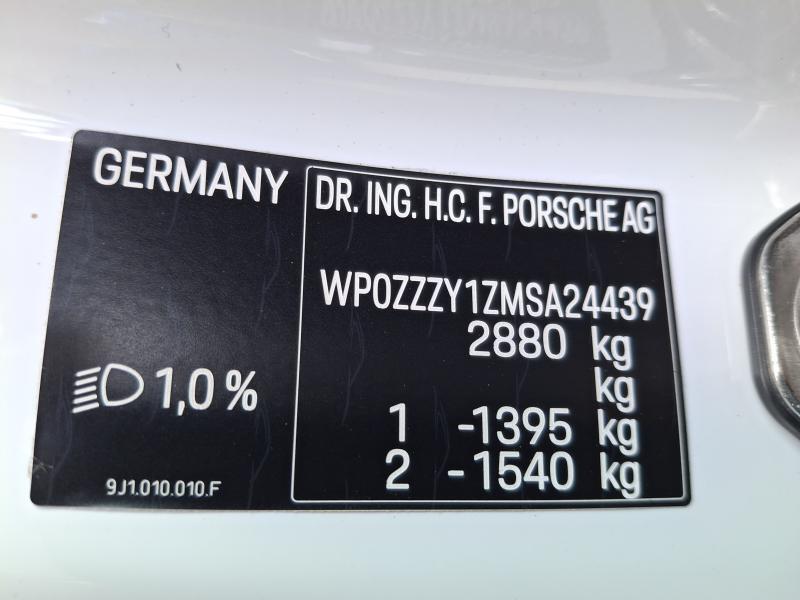 GERMANY
DR. ING. H.C. F. PORSCHE AG
WP0ZZZY1ZMSA24439
2880 kg
kg
1 -1395 kg
2 -1540 kg
1,0 %
9J1.010.010.F